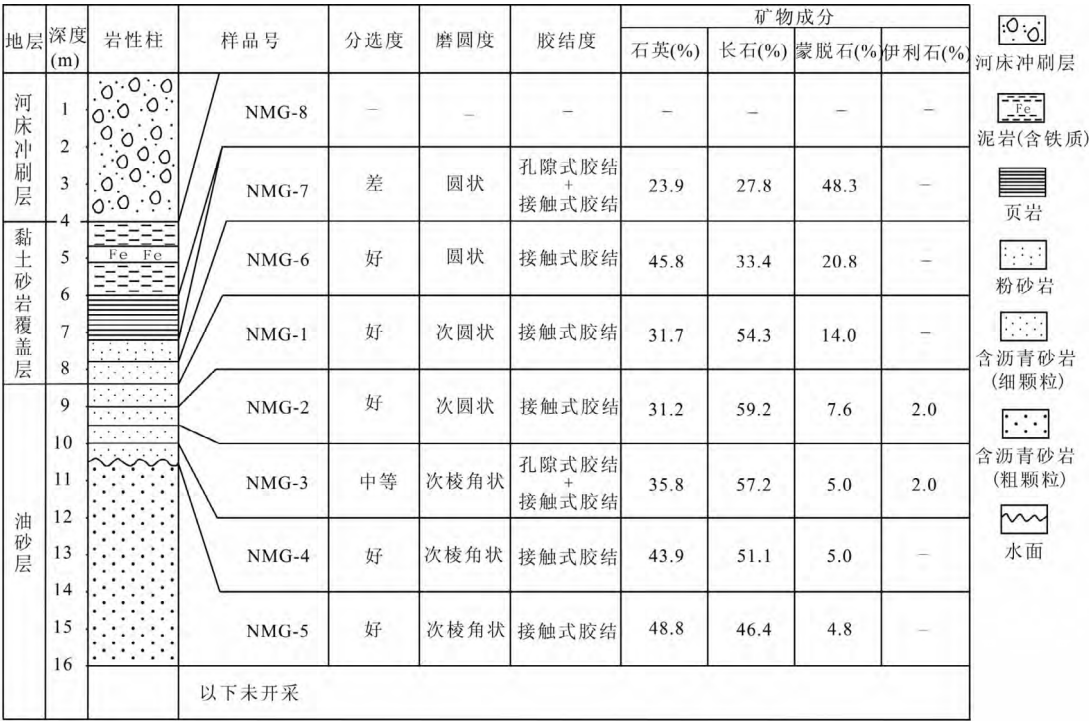 地层 深度(m) 岩性柱 样品号 分选度 磨圆度 胶结度 矿物成分
石英(%) 长石(%) 蒙脱石(%) 伊利石(%)
河床冲刷层
黏土砂岩覆盖层
油砂层
1
2
3
4
5
6
7
8
9
10
11
12
13
14
15
16
Fe Fe
NMG-8 – – – – – – –
NMG-7 差 圆状 孔隙式胶结+接触式胶结 23.9 27.8 48.3 –
NMG-6 好 圆状 接触式胶结 45.8 33.4 20.8 –
NMG-1 好 次圆状 接触式胶结 31.7 54.3 14.0 –
NMG-2 好 次圆状 接触式胶结 31.2 59.2 7.6 2.0
NMG-3 中等 次棱角状 孔隙式胶结+接触式胶结 35.8 57.2 5.0 2.0
NMG-4 好 次棱角状 接触式胶结 43.9 51.1 5.0 –
NMG-5 好 次棱角状 接触式胶结 48.8 46.4 4.8 –
以下未开采
河床冲刷层
Fe
泥岩(含铁质)
页岩
粉砂岩
含沥青砂岩
(细颗粒)
含沥青砂岩
(粗颗粒)
水面